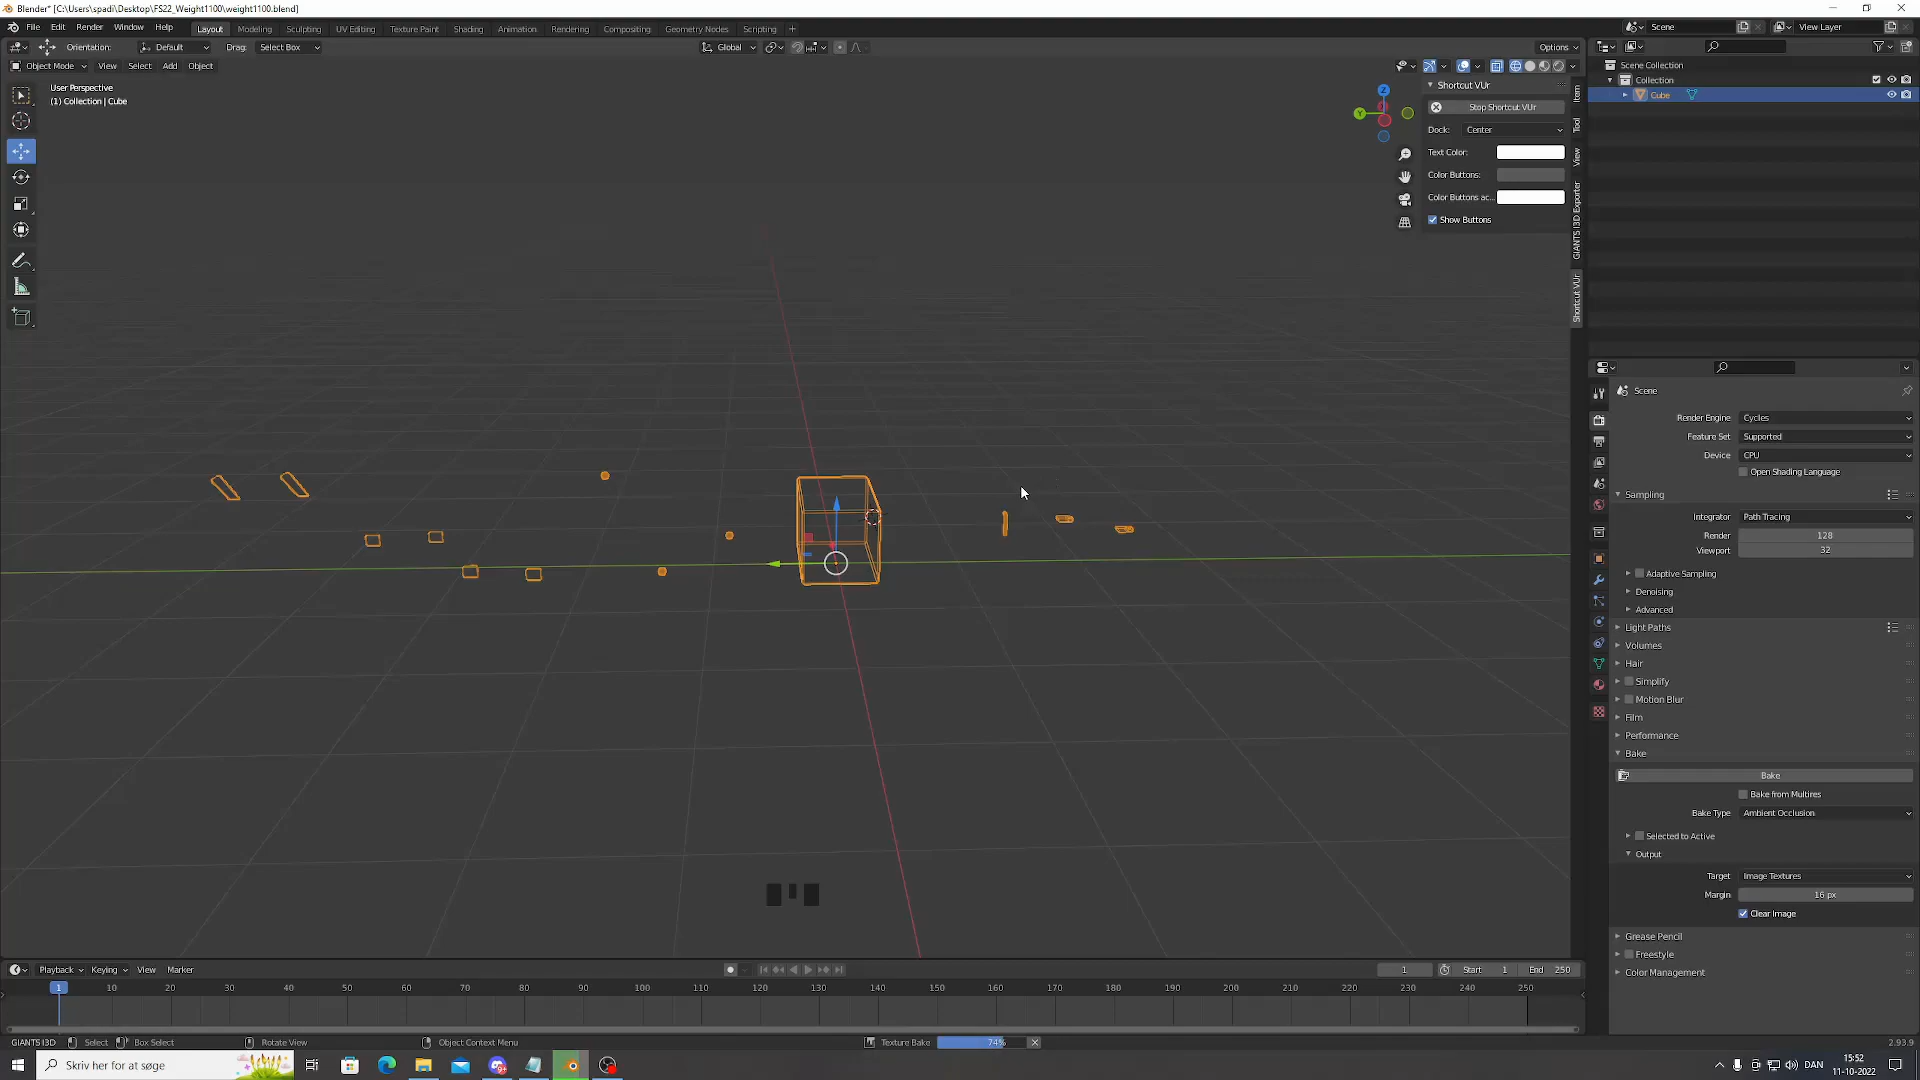 Blender* [C:\Users\spadi\Desktop\FS22_Weight1100\weight1100.blend]
File Edit Render Window Help
Layout Modeling Sculpting UV Editing Texture Paint Shading Animation Rendering Compositing Geometry Nodes Scripting +
Scene
View Layer
Orientation: Default Drag: Select Box
Global
Options
Object Mode View Select Add Object
User Perspective
(1) Collection | Cube
Z
Y
Shortcut VUr
Stop Shortcut VUr
Dock: Center
Text Color:
Color Buttons:
Color Buttons ac...
Show Buttons
Item
Tool
View
GIANTS I3D Exporter
Shortcut VUr
Scene Collection
Collection
Cube
Scene
Render Engine Cycles
Feature Set Supported
Device CPU
Open Shading Language
Sampling
Integrator Path Tracing
Render 128
Viewport 32
Adaptive Sampling
Denoising
Advanced
Light Paths
Volumes
Hair
Simplify
Motion Blur
Film
Performance
Bake
Bake
Bake from Multires
Bake Type Ambient Occlusion
Selected to Active
Output
Target Image Textures
Margin 16 px
Clear Image
Grease Pencil
Freestyle
Color Management
Playback Keying View Marker
1 Start 1 End 250
1 10 20 30 40 50 60 70 80 90 100 110 120 130 140 150 160 170 180 190 200 210 220 230 240 250
GIANTS I3D Select Box Select Rotate View Object Context Menu
Texture Bake 74%
2.93.9
Skriv her for at søge
DAN
15:52
11-10-2022